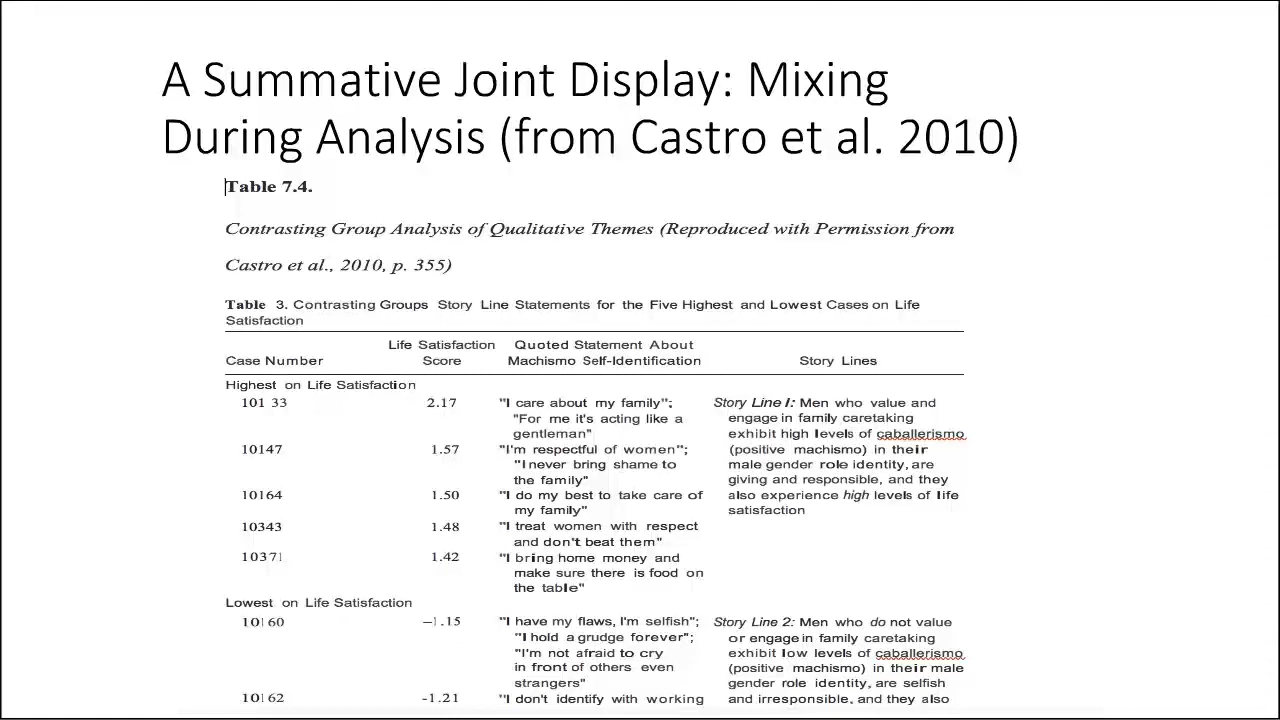 A Summative Joint Display: Mixing
During Analysis (from Castro et al. 2010)
Table 7.4.
Contrasting Group Analysis of Qualitative Themes (Reproduced with Permission from
Castro et al., 2010, p. 355)
Table 3. Contrasting Groups Story Line Statements for the Five Highest and Lowest Cases on Life
Satisfaction
Life Satisfaction Quoted Statement About
Case Number Score Machismo Self-Identification Story Lines
Highest on Life Satisfaction
101 33 2.17 "I care about my family"; Story Line I: Men who value and
"For me it's acting like a engage in family caretaking
gentleman" exhibit high levels of caballerismo
10147 1.57 "I'm respectful of women"; (positive machismo) in their
"I never bring shame to male gender role identity, are
the family" giving and responsible, and they
10164 1.50 "I do my best to take care of also experience high levels of life
my family" satisfaction
10343 1.48 "I treat women with respect
and don't beat them"
10371 1.42 "I bring home money and
make sure there is food on
the table"
Lowest on Life Satisfaction
10160 −1.15 "I have my flaws, I'm selfish"; Story Line 2: Men who do not value
"I hold a grudge forever"; or engage in family caretaking
"I'm not afraid to cry exhibit low levels of caballerismo
in front of others even (positive machismo) in their male
strangers" gender role identity, are selfish
10162 -1.21 "I don't identify with working and irresponsible, and they also